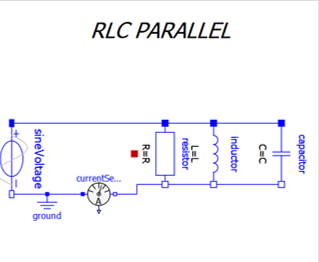 RLC PARALLEL
sineVoltage
+
−
ground
currentSe...
A
R=R
resistor
L=L
inductor
C=C
capacitor